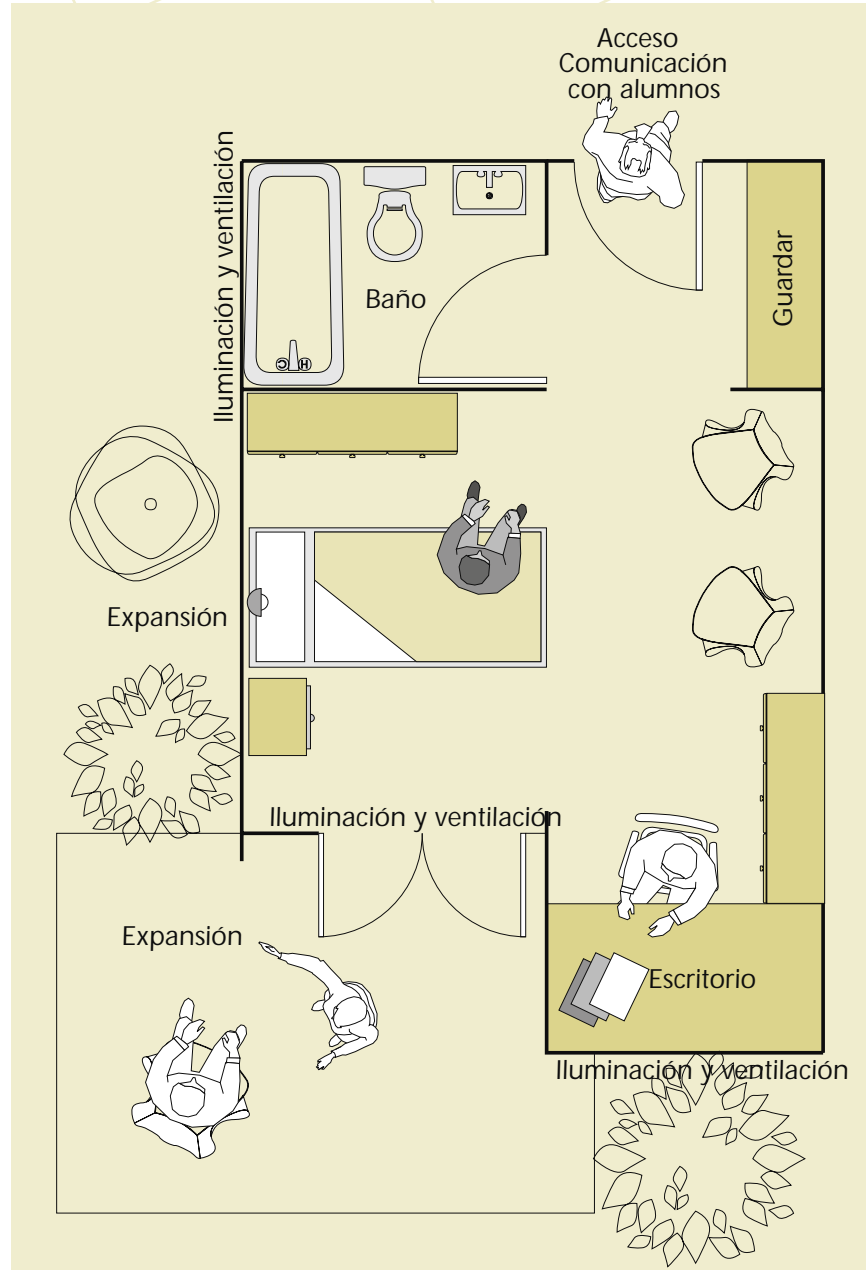 Acceso
Comunicación
con alumnos
Iluminación y ventilación
Guardar
Baño
H
C
Expansión
Iluminación y ventilación
Expansión
Escritorio
Iluminación y ventilación